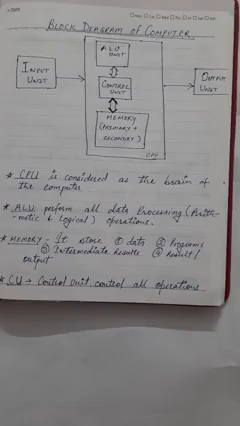 BLOCK DIAGRAM OF COMPUTER
ALU
UNIT
INPUT
UNIT
CONTROL
UNIT
OUTPUT
UNIT
MEMORY
(PRIMARY +
SECONDARY)
CPU
* CPU is considered as the brain of
the computer
* ALU perform all data Processing (Arith-
-metic & Logical) operations.
* MEMORY - It store ① data ② Programs
③ Intermediate Results ④ Result/
output
* CU → Control unit control all operations